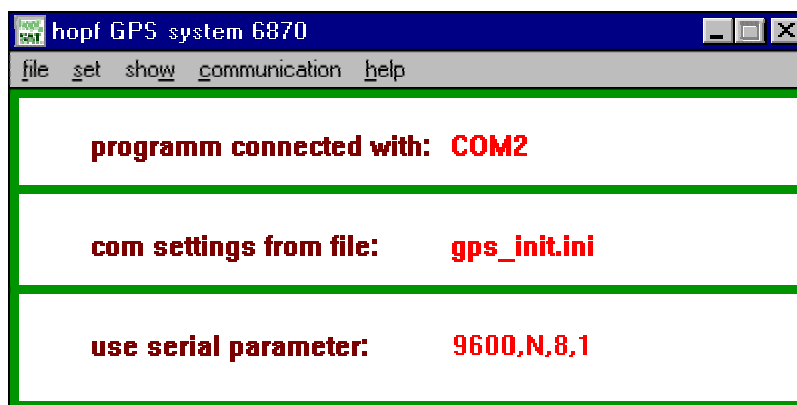 hopf GPS system 6870
file set show communication help
programm connected with: COM2
com settings from file: gps_init.ini
use serial parameter: 9600,N,8,1